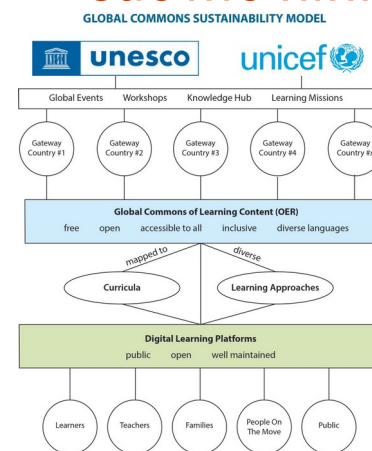 GLOBAL COMMONS SUSTAINABILITY MODEL
unesco
unicef
Global Events Workshops Knowledge Hub Learning Missions
Gateway
Country #1
Gateway
Country #2
Gateway
Country #3
Gateway
Country #4
Gateway
Global Commons of Learning Content (OER)
free open accessible to all inclusive diverse languages
mapped to
diverse
Curricula
Learning Approaches
Digital Learning Platforms
public open well maintained
Learners
Teachers
Families
People On
The Move
Public